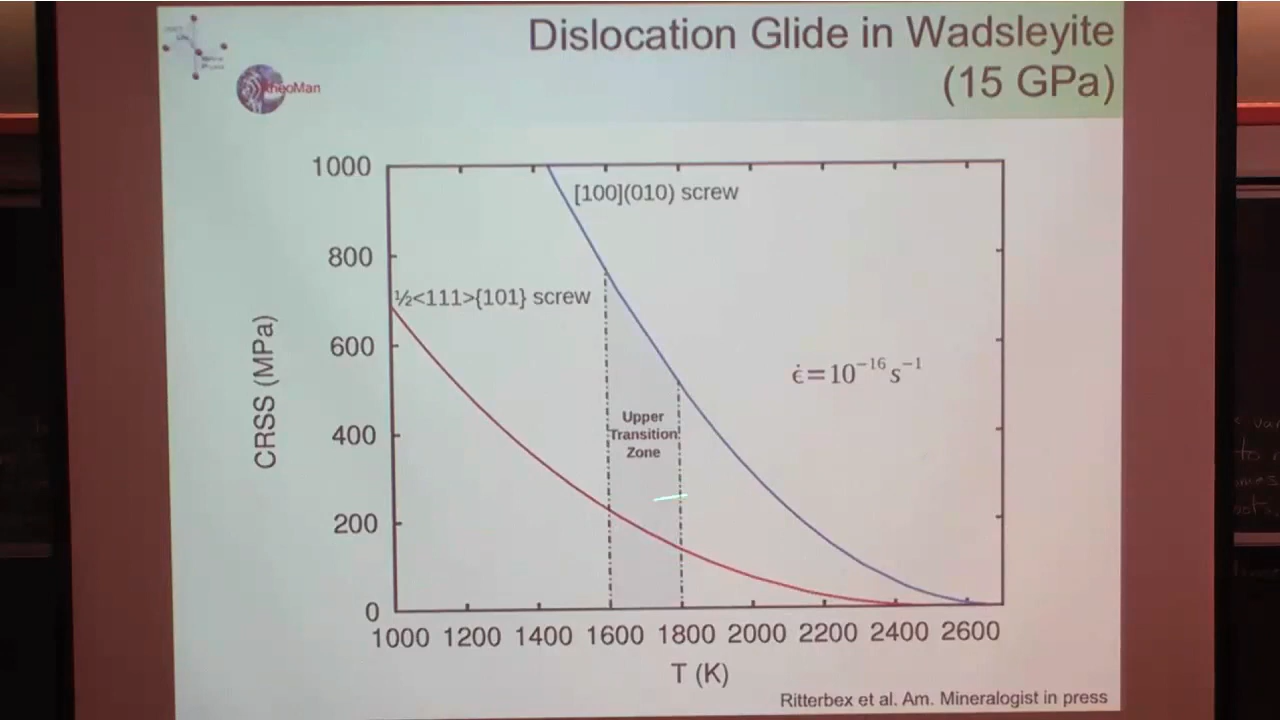 Dislocation Glide in Wadsleyite
(15 GPa)
RheoMan
1000
800
600
400
200
0
CRSS (MPa)
[100](010) screw
½<111>{101} screw
ε̇=10⁻¹⁶ s⁻¹
Upper
Transition
Zone
1000 1200 1400 1600 1800 2000 2200 2400 2600
T (K)
Ritterbex et al. Am. Mineralogist in press